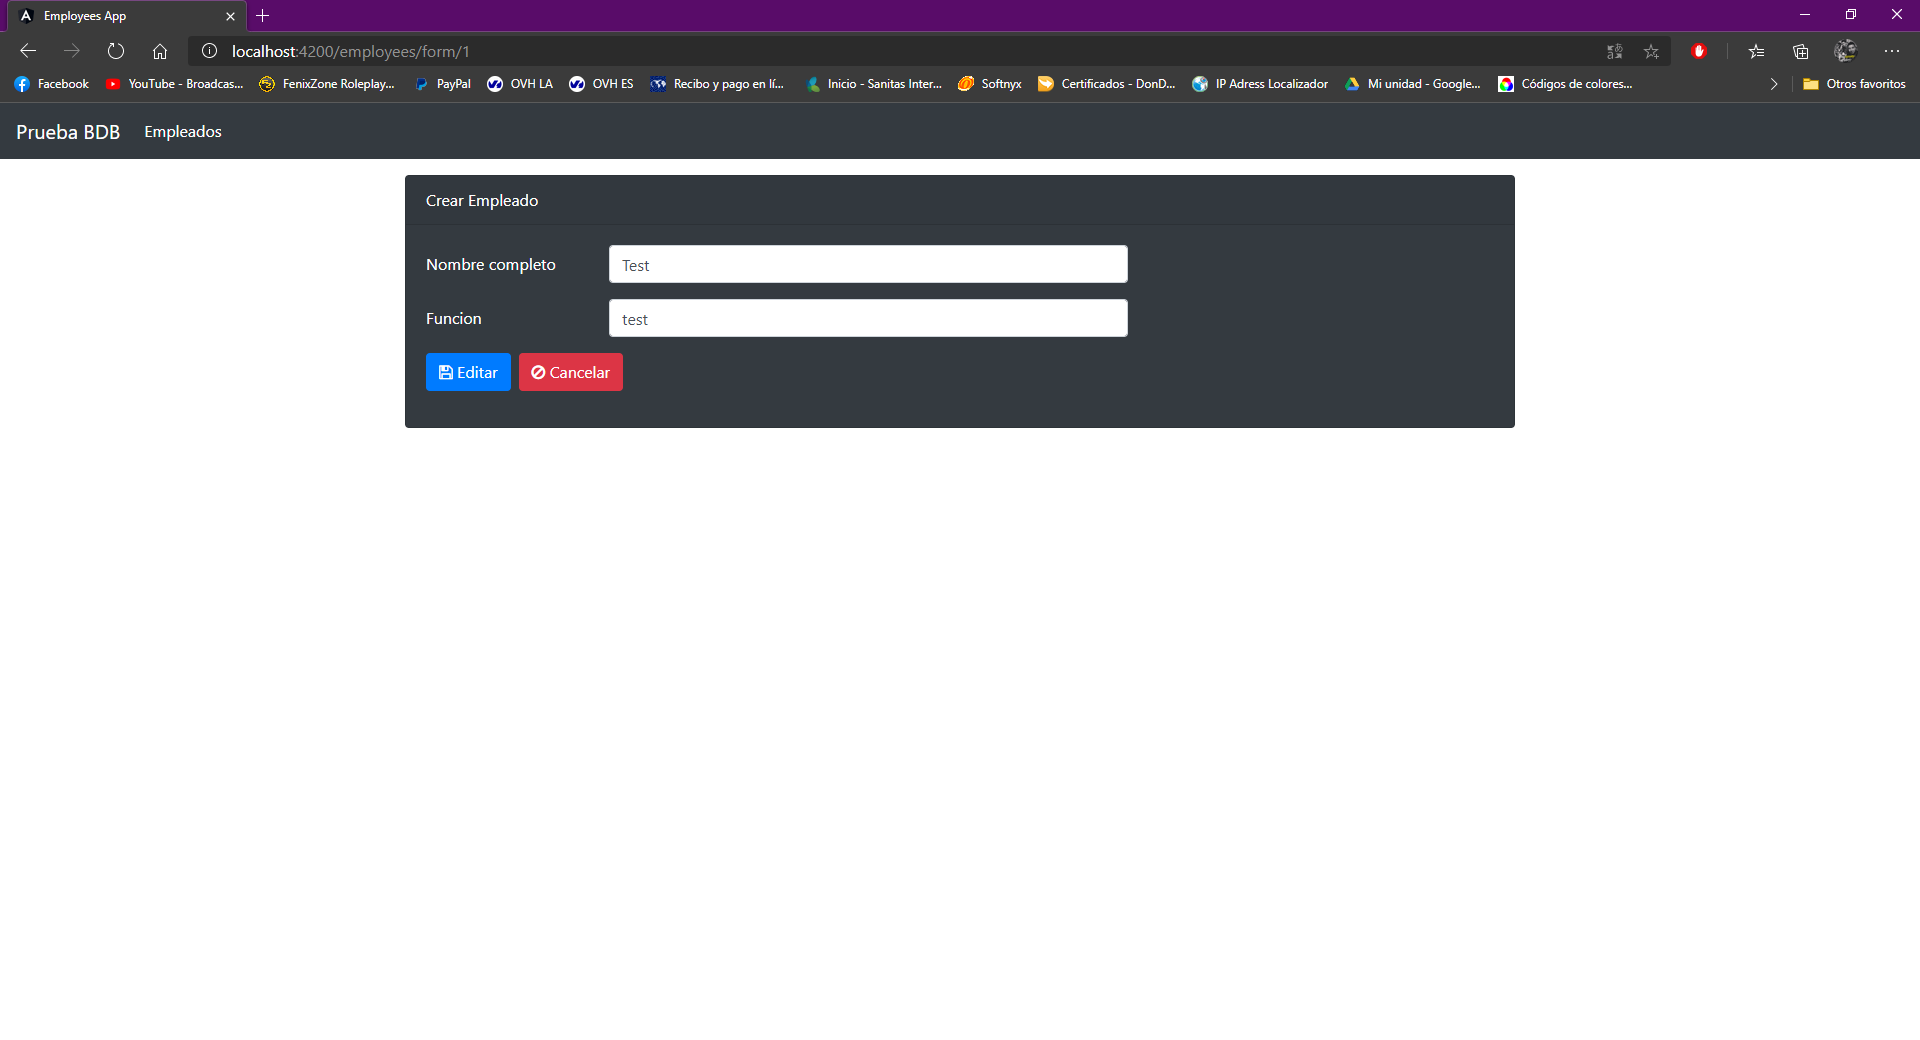 Employees App
localhost:4200/employees/form/1
Facebook YouTube - Broadcas... FenixZone Roleplay... PayPal OVH LA OVH ES Recibo y pago en lí... Inicio - Sanitas Inter... Softnyx Certificados - DonD... IP Adress Localizador Mi unidad - Google... Códigos de colores... Otros favoritos
Prueba BDB Empleados
Crear Empleado
Nombre completo Test
Funcion test
Editar Cancelar